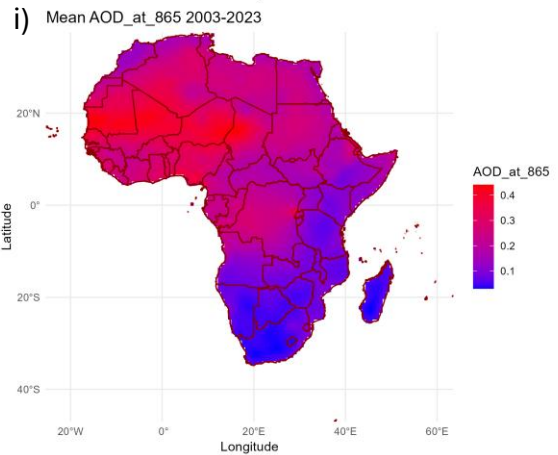 i) Mean AOD_at_865 2003-2023
20°N
0°
20°S
40°S
Latitude
20°W
0°
20°E
40°E
60°E
Longitude
AOD_at_865
0.4
0.3
0.2
0.1